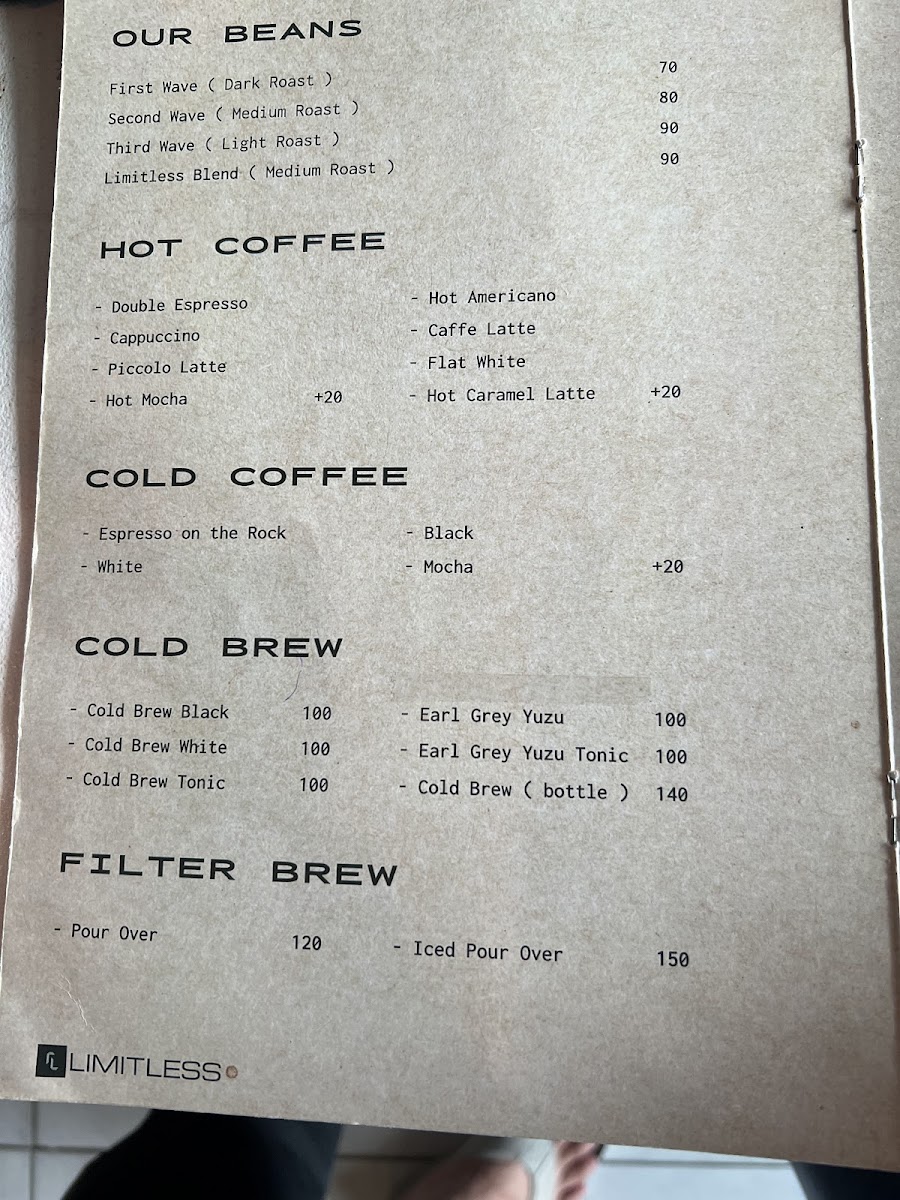 OUR BEANS
First Wave ( Dark Roast ) 70
Second Wave ( Medium Roast ) 80
Third Wave ( Light Roast ) 90
Limitless Blend ( Medium Roast ) 90
HOT COFFEE
- Double Espresso - Hot Americano
- Cappuccino - Caffe Latte
- Piccolo Latte - Flat White
- Hot Mocha +20 - Hot Caramel Latte +20
COLD COFFEE
- Espresso on the Rock - Black
- White - Mocha +20
COLD BREW
- Cold Brew Black 100 - Earl Grey Yuzu 100
- Cold Brew White 100 - Earl Grey Yuzu Tonic 100
- Cold Brew Tonic 100 - Cold Brew ( bottle ) 140
FILTER BREW
- Pour Over 120 - Iced Pour Over 150
LIMITLESS